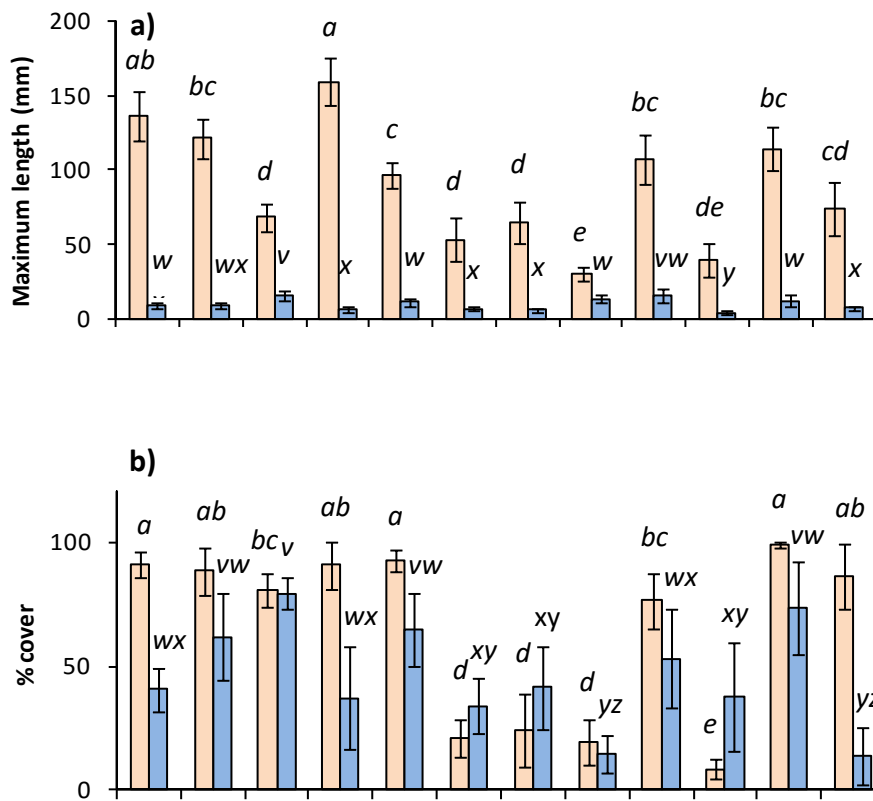 a)
Maximum length (mm)
200
150
100
50
0
ab
bc
d
a
c
d
d
e
bc
de
bc
cd
w
wx
v
x
w
x
x
w
vw
y
w
x
b)
% cover
100
50
0
a
ab
bc
ab
a
d
d
d
bc
e
a
ab
wx
vw
v
wx
vw
xy
xy
yz
wx
xy
vw
yz